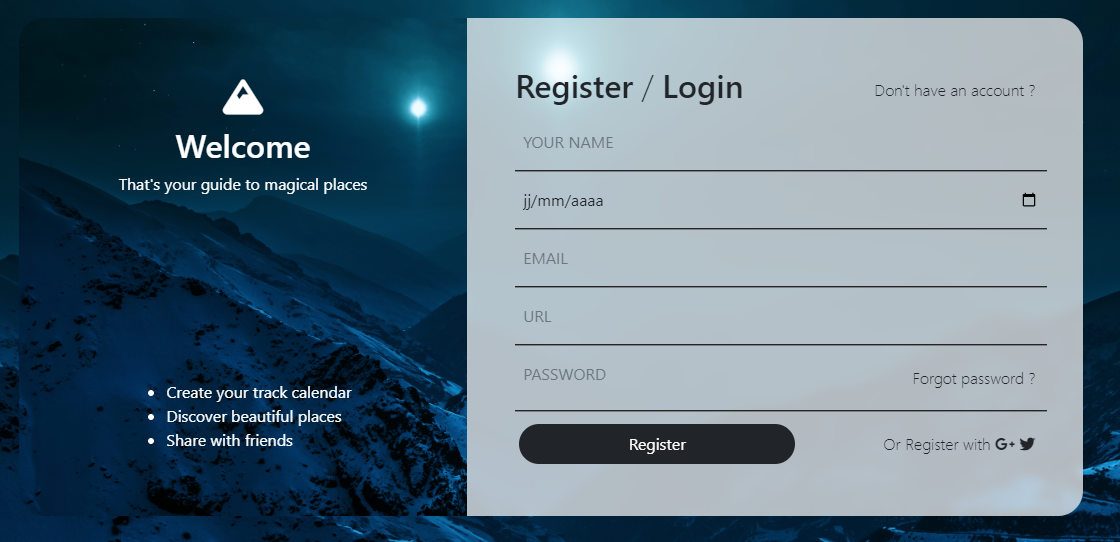 Welcome
That's your guide to magical places
Create your track calendar
Discover beautiful places
Share with friends
Register / Login
Don't have an account ?
YOUR NAME
jj/mm/aaaa
EMAIL
URL
PASSWORD
Forgot password ?
Register
Or Register with G+